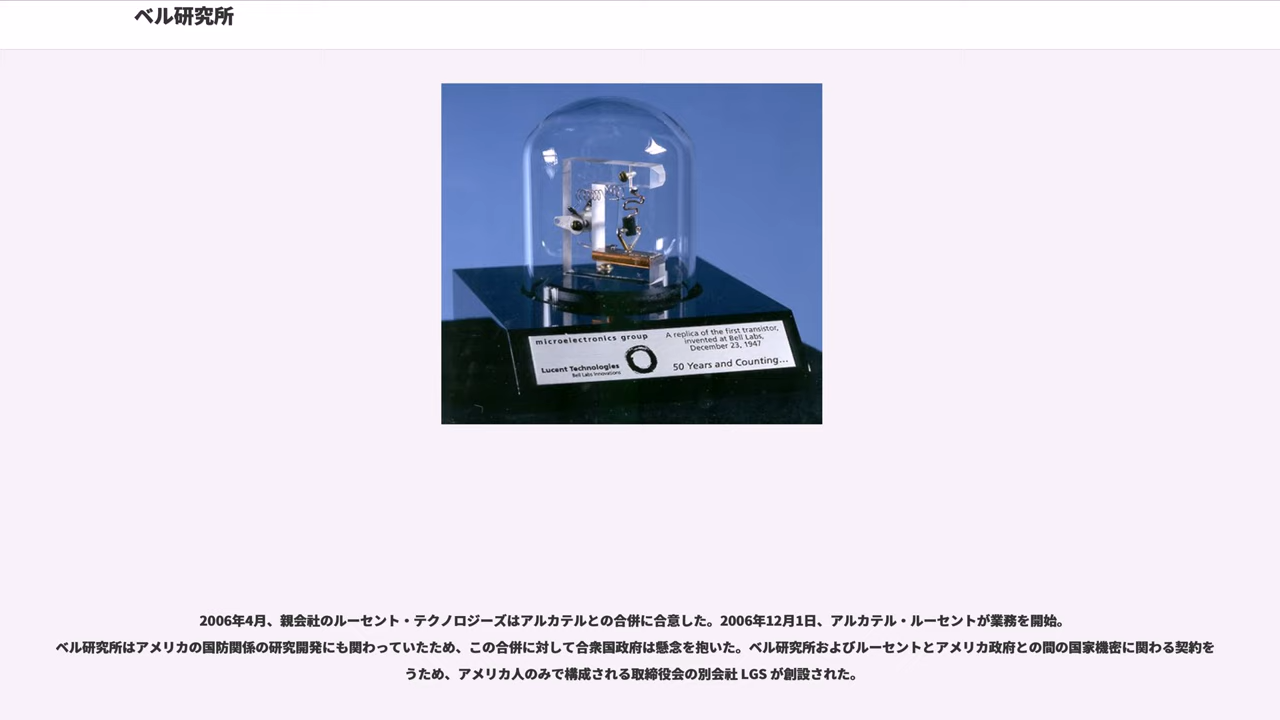 ベル研究所
microelectronics group
Lucent Technologies
Bell Labs Innovations
A replica of the first transistor,
invented at Bell Labs,
December 23, 1947
50 Years and Counting...
2006年4月、親会社のルーセント・テクノロジーズはアルカテルとの合併に合意した。2006年12月1日、アルカテル・ルーセントが業務を開始。
ベル研究所はアメリカの国防関係の研究開発にも関わっていたため、この合併に対して合衆国政府は懸念を抱いた。ベル研究所およびルーセントとアメリカ政府との間の国家機密に関わる契約を
うため、アメリカ人のみで構成される取締役会の別会社 LGS が創設された。